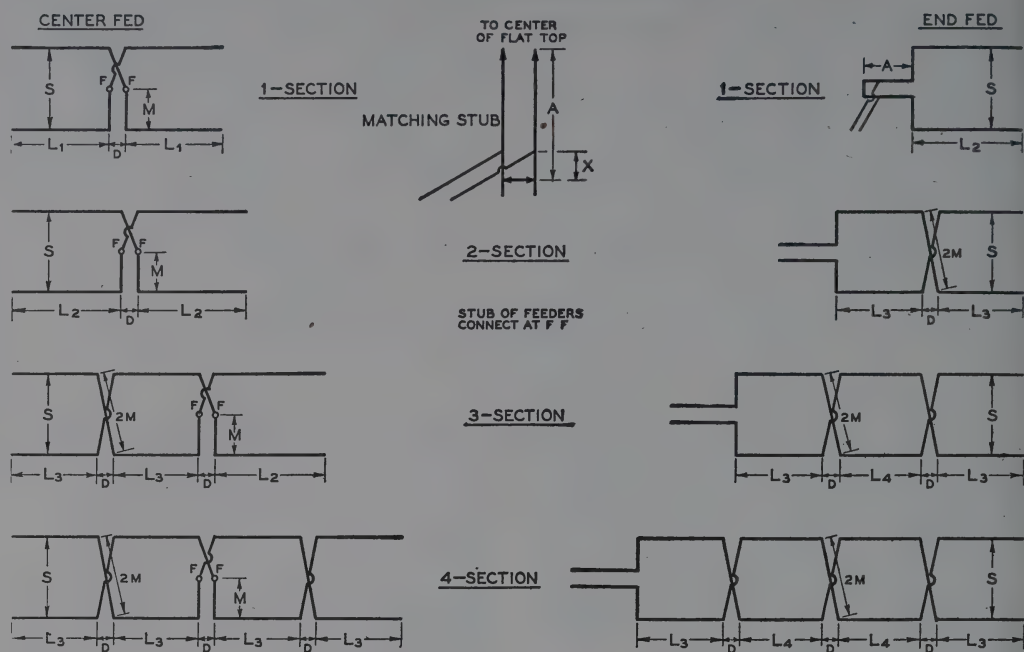 CENTER FED
TO CENTER
OF FLAT TOP
END FED
S
F F
M
L1 D L1
1-SECTION
MATCHING STUB
A
X
1-SECTION
A
S
L2
S
F F
M
L2 D L2
2-SECTION
2M
S
L3 D L3
STUB OF FEEDERS
CONNECT AT F F
S
2M
F F
M
L3 D L3 D L2
3-SECTION
2M
S
L3 D L4 D L3
S
2M
F F
M
L3 D L3 D L3 D L3
4-SECTION
2M
S
L3 D L4 D L4 D L3